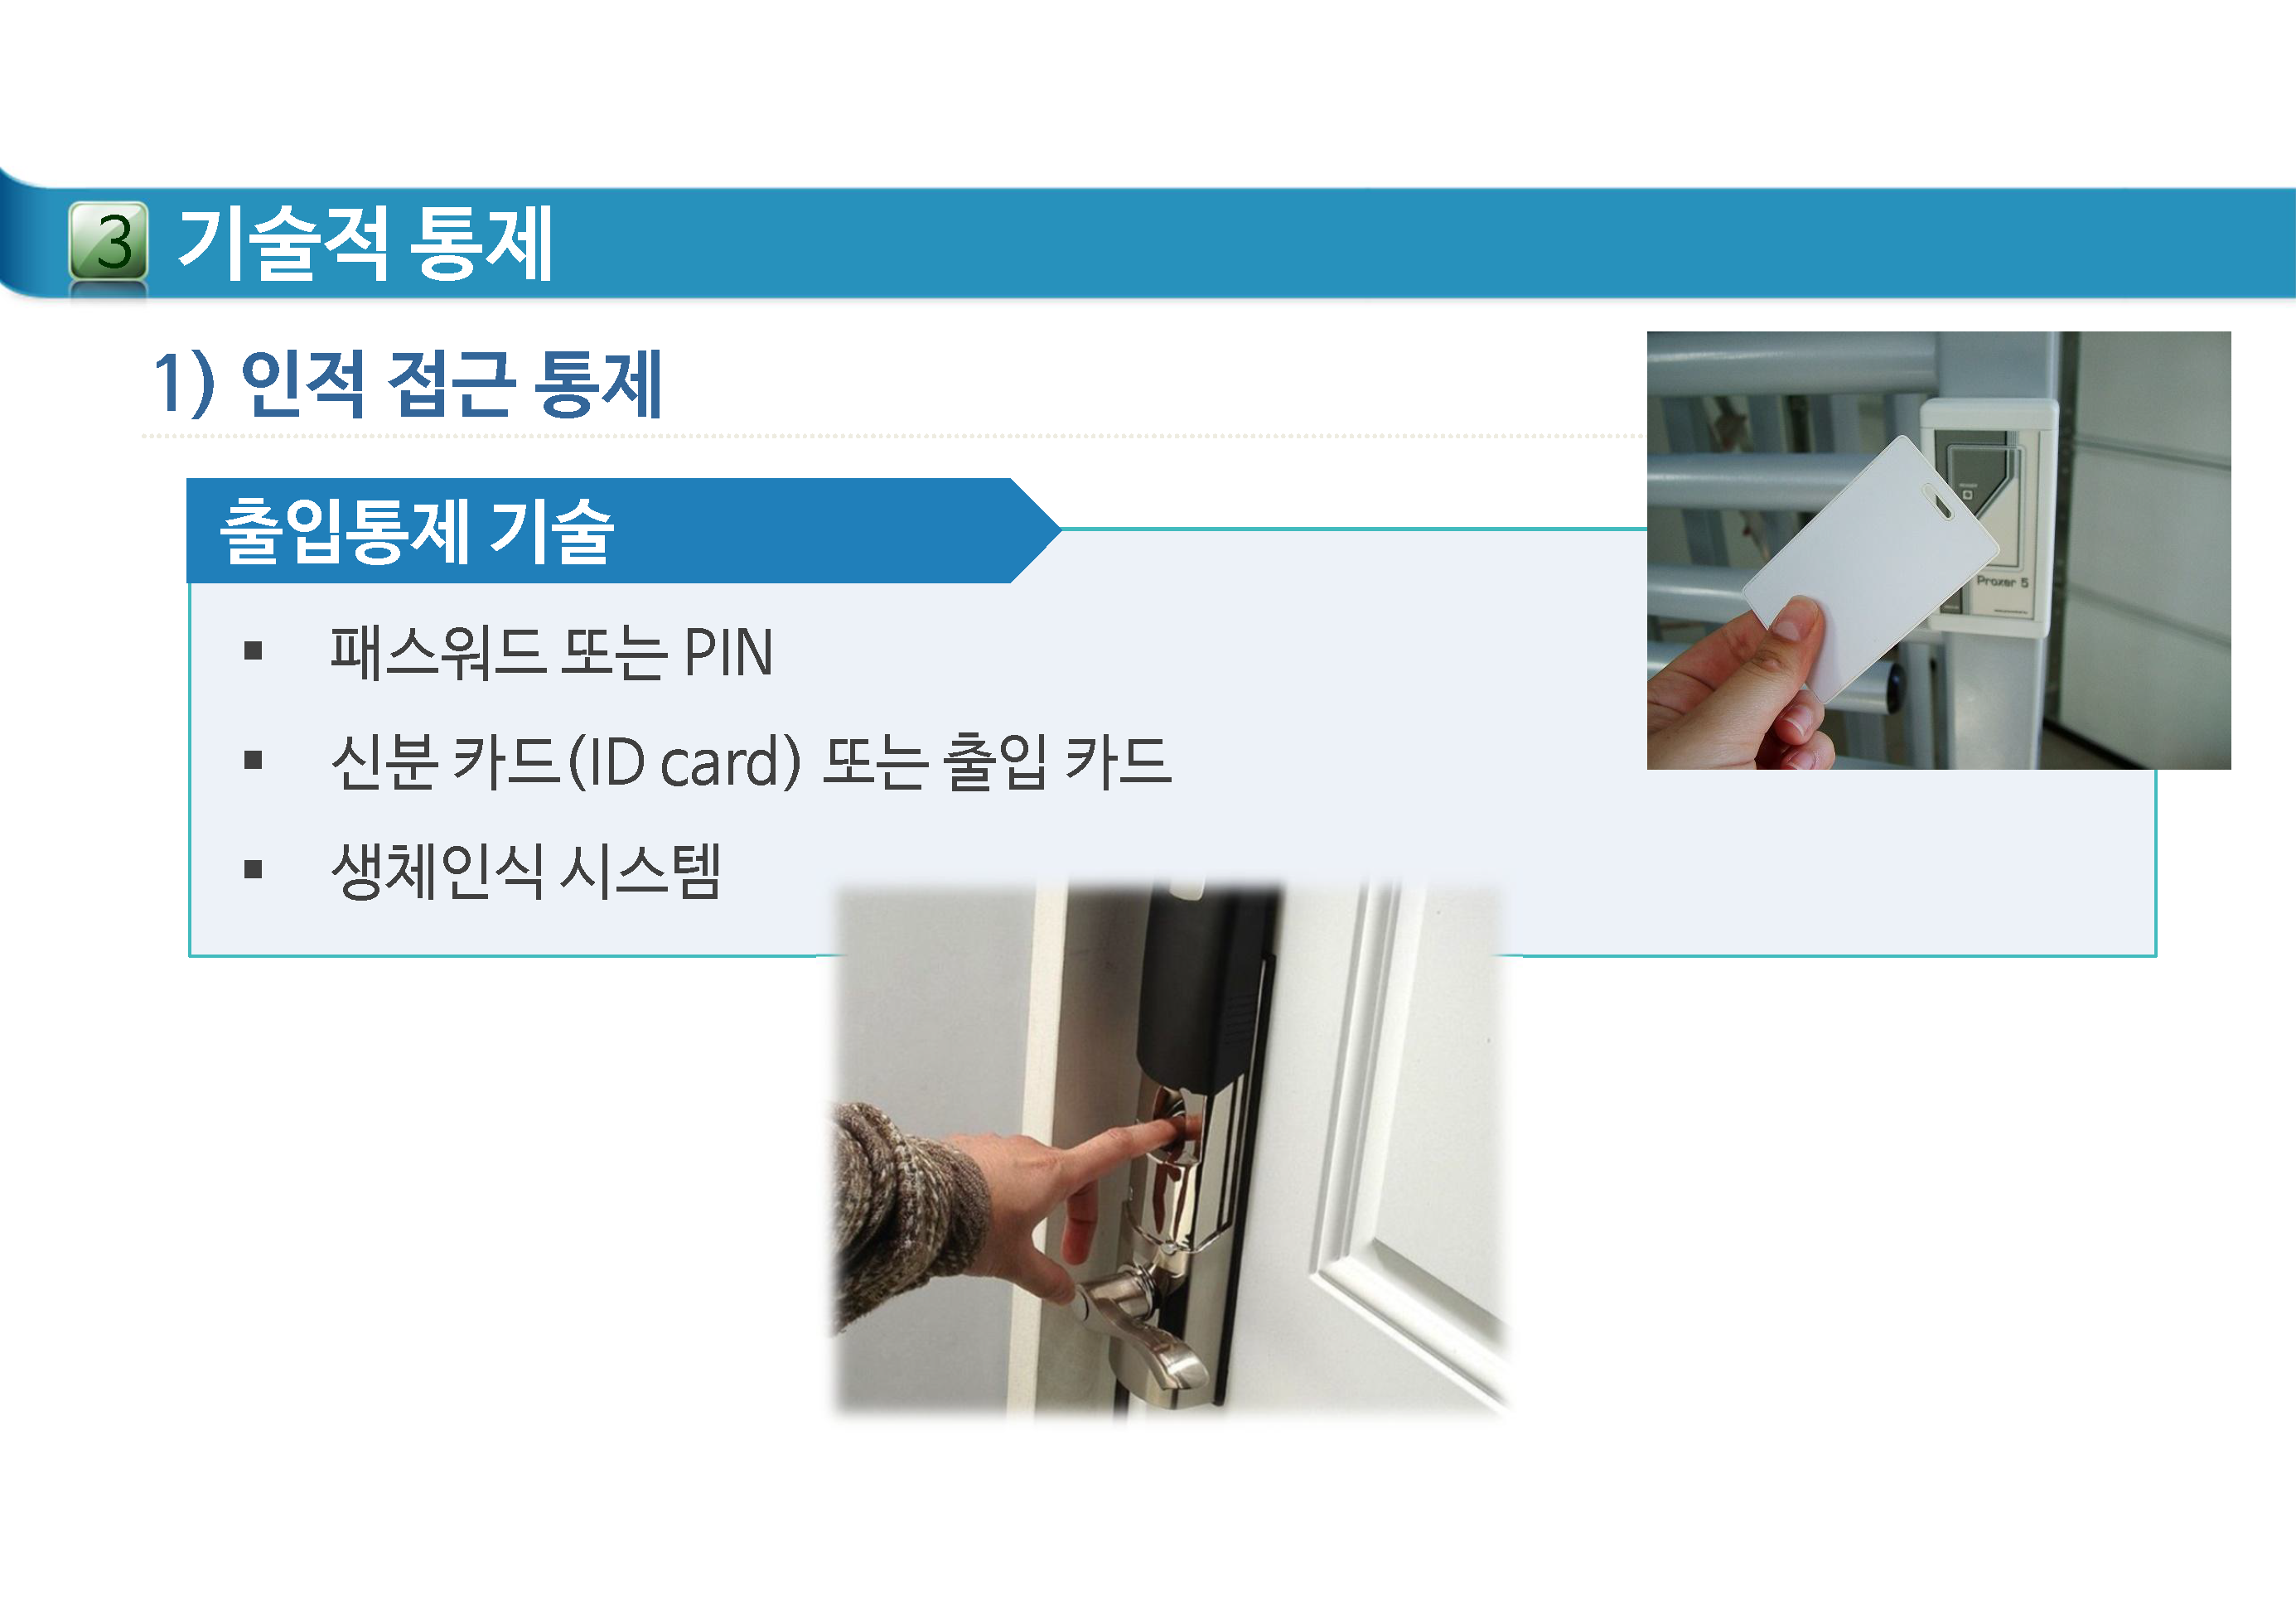 3 기술적 통제
1) 인적 접근 통제
출입통제 기술
▪ 패스워드 또는 PIN
▪ 신분 카드(ID card) 또는 출입 카드
▪ 생체인식 시스템
Proxer 5